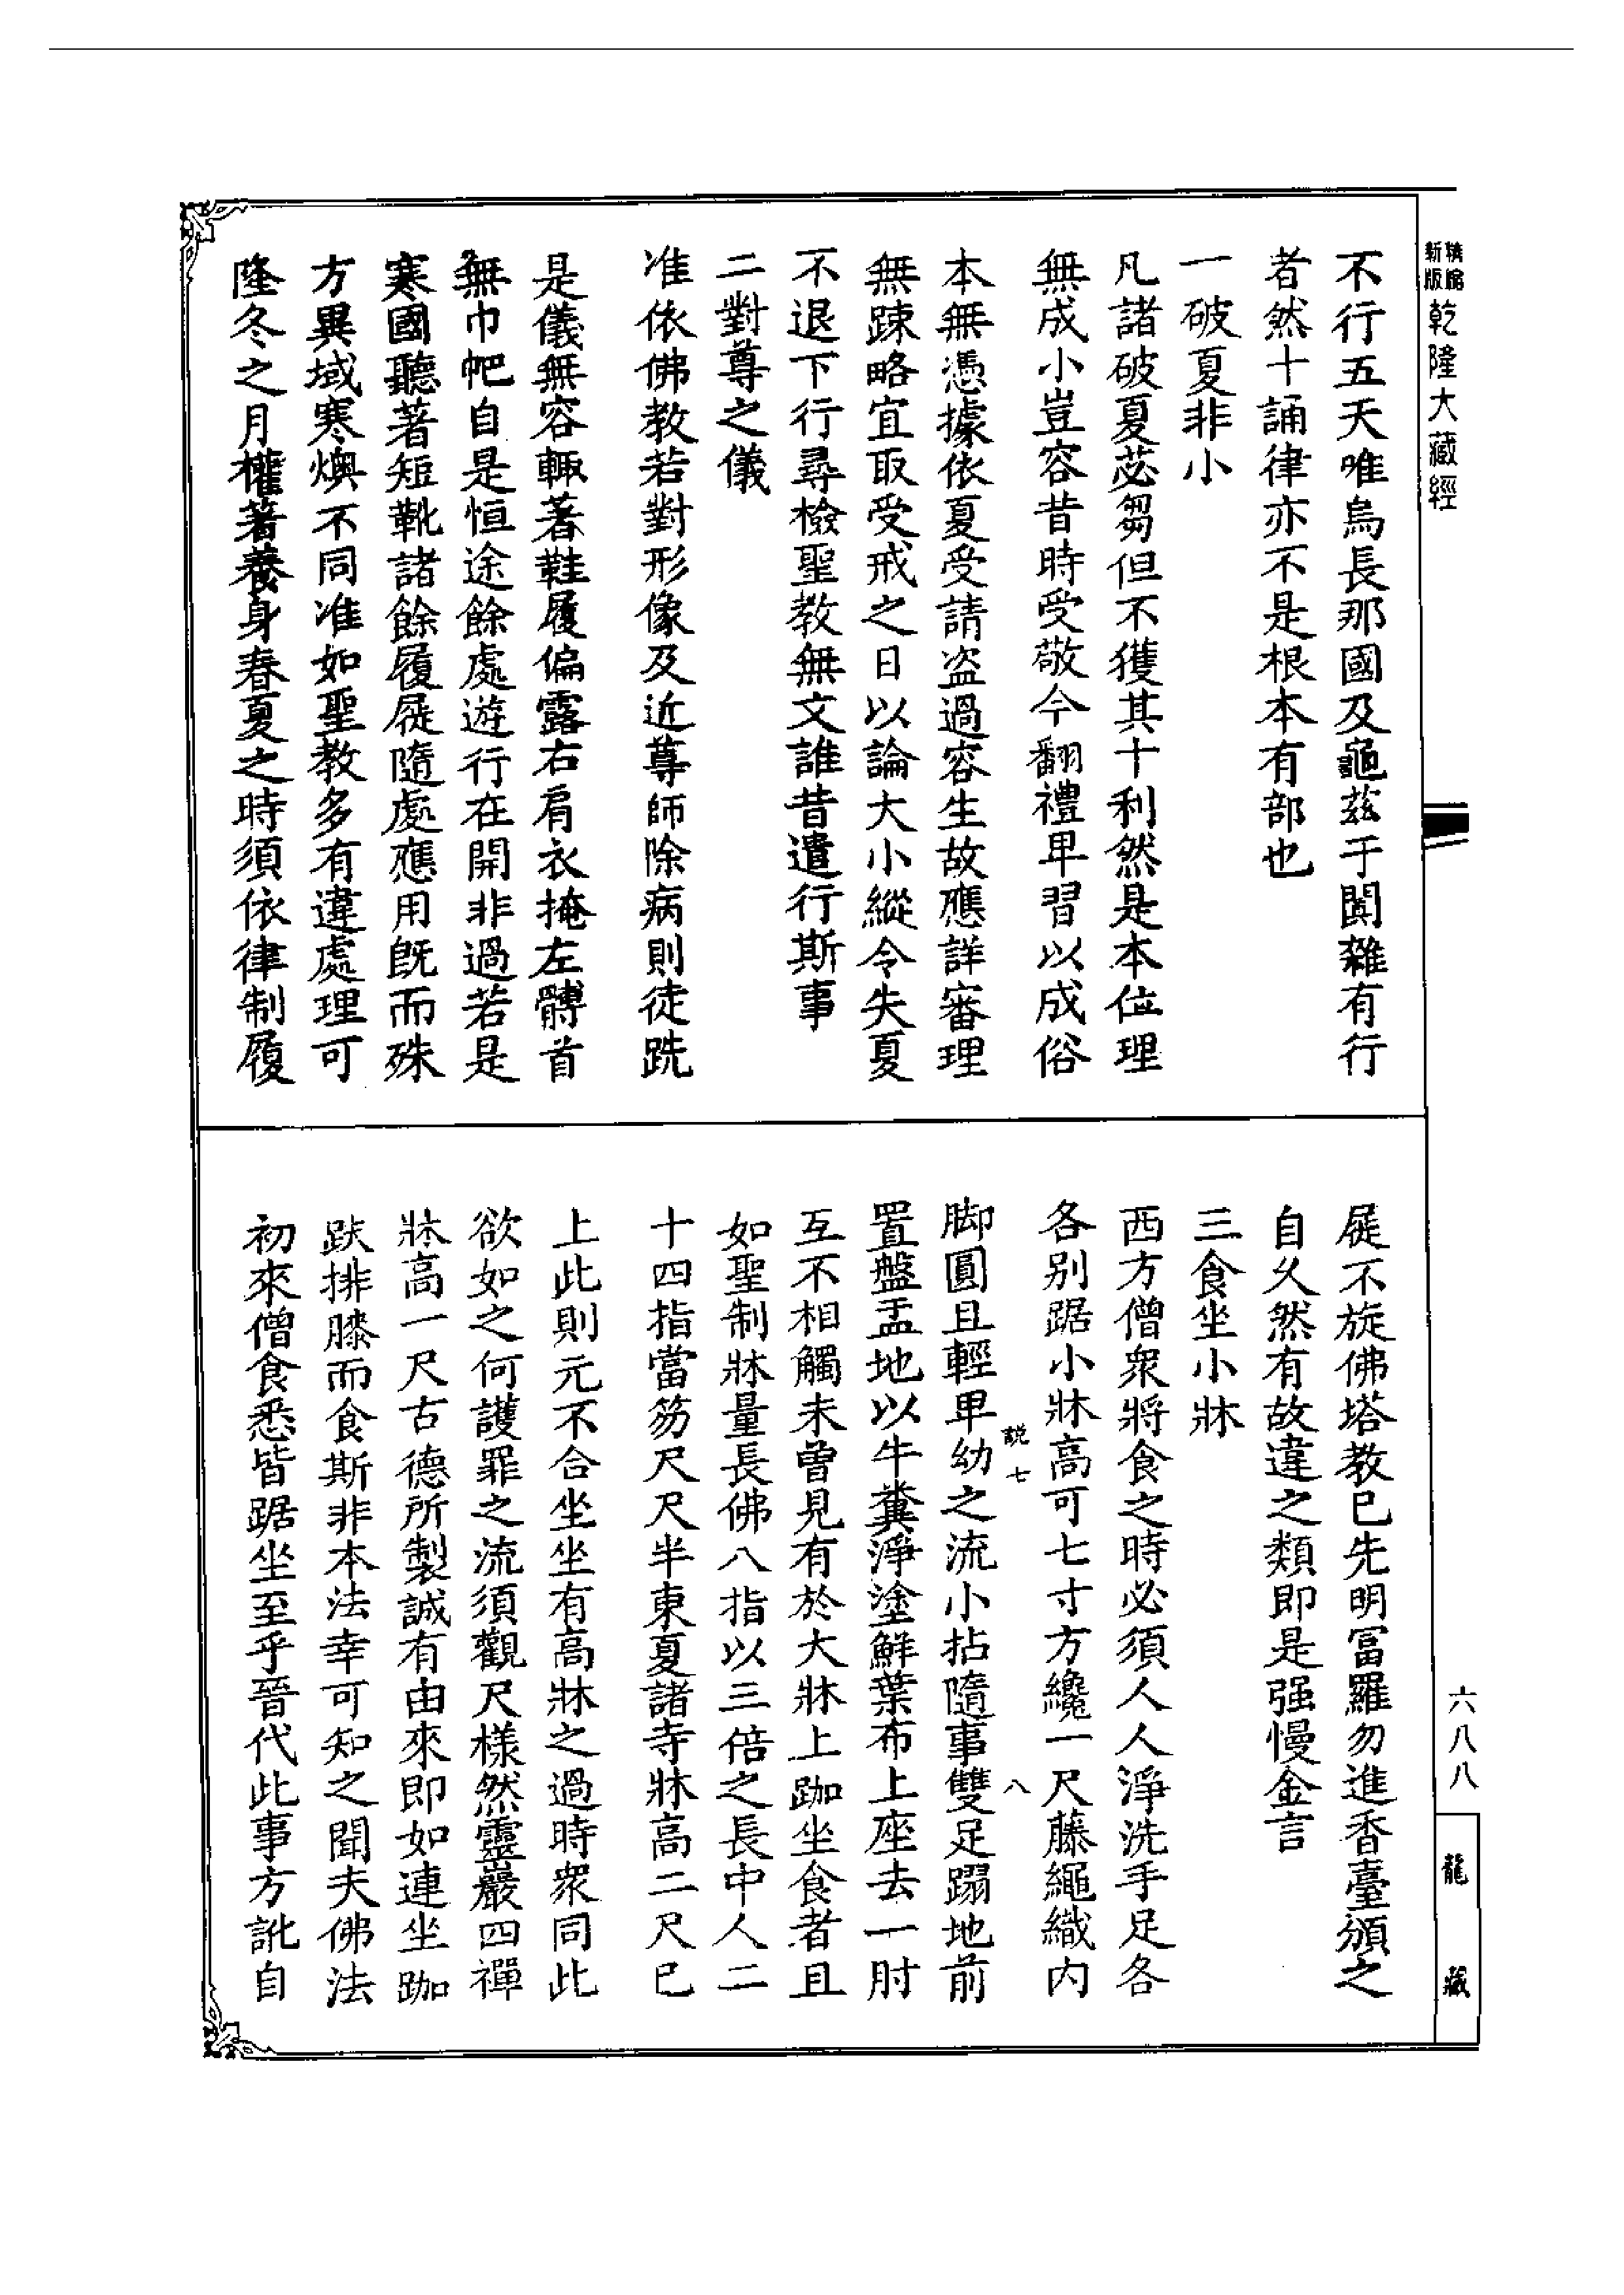 新版
精縮
乾隆大藏經
不行五天唯烏長那國及龜兹于闐雜有行
者然十誦律亦不是根本有部也
一破夏非小
凡諸破夏苾芻但不獲其十利然是本位理
無成小豈容昔時受敬今翻禮卑習以成俗
本無憑據依夏受請盗過容生故應詳審理
無踈略宜取受戒之日以論大小縱令失夏
不退下行尋檢聖教無文誰昔遣行斯事
二對尊之儀
准依佛教若對形像及近尊師除病則徒跣
是儀無容輙著鞋履偏露右肩衣掩左髆首
無巾帊自是恒途餘處遊行在開非過若是
寒國聽著短靴諸餘履屣隨處應用既而殊
方異域寒燠不同准如聖教多有違處理可
隆冬之月權著養身春夏之時須依律制履
屣不旋佛塔教已先明冨羅勿進香臺頒之
自久然有故違之類即是强慢金言
三食坐小牀
西方僧衆將食之時必須人人淨洗手足各
各别踞小牀高可七寸方纔一尺藤繩織内
説七
八
脚圓且輕卑幼之流小拈隨事雙足蹋地前
置盤盂地以牛糞淨塗鮮葉布上座去一肘
互不相觸未曾見有於大牀上跏坐食者且
如聖制牀量長佛八指以三倍之長中人二
十四指當笏尺尺半東夏諸寺牀高二尺已
上此則元不合坐坐有高牀之過時衆同此
欲如之何護罪之流須觀尺樣然靈巖四禪
牀高一尺古德所製誠有由來即如連坐跏
趺排膝而食斯非本法幸可知之聞夫佛法
初來僧食悉皆踞坐至乎晉代此事方訛自
六八八
龍藏